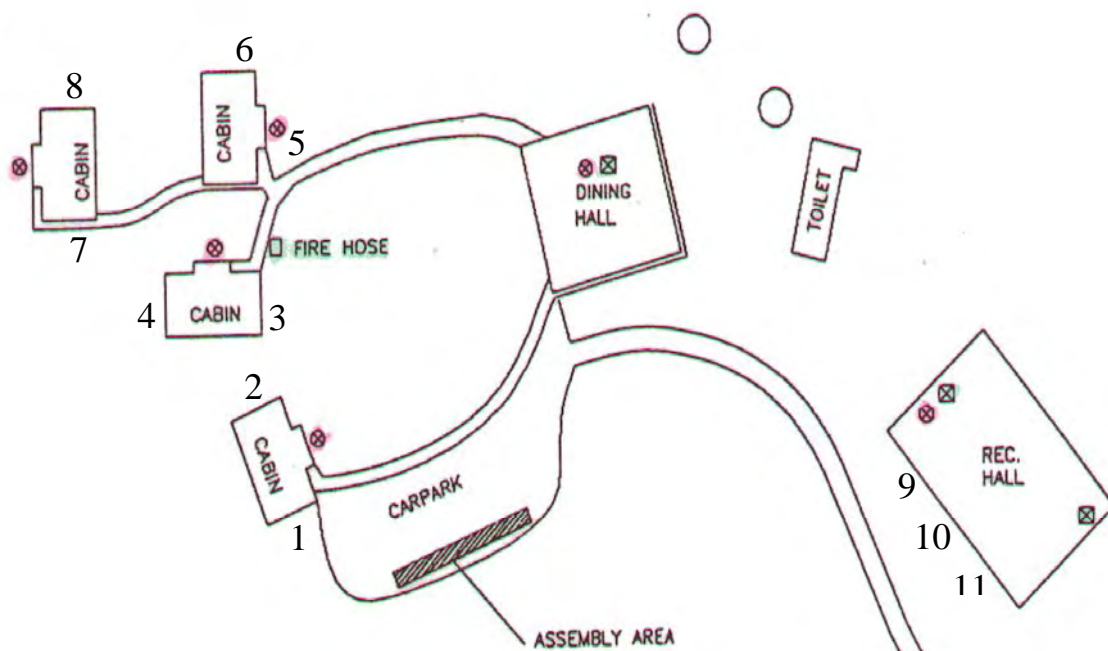 6
8
CABIN
5
CABIN
DINING
HALL
TOILET
7
FIRE HOSE
4
CABIN
3
2
CABIN
REC.
HALL
9
CARPARK
10
1
11
ASSEMBLY AREA